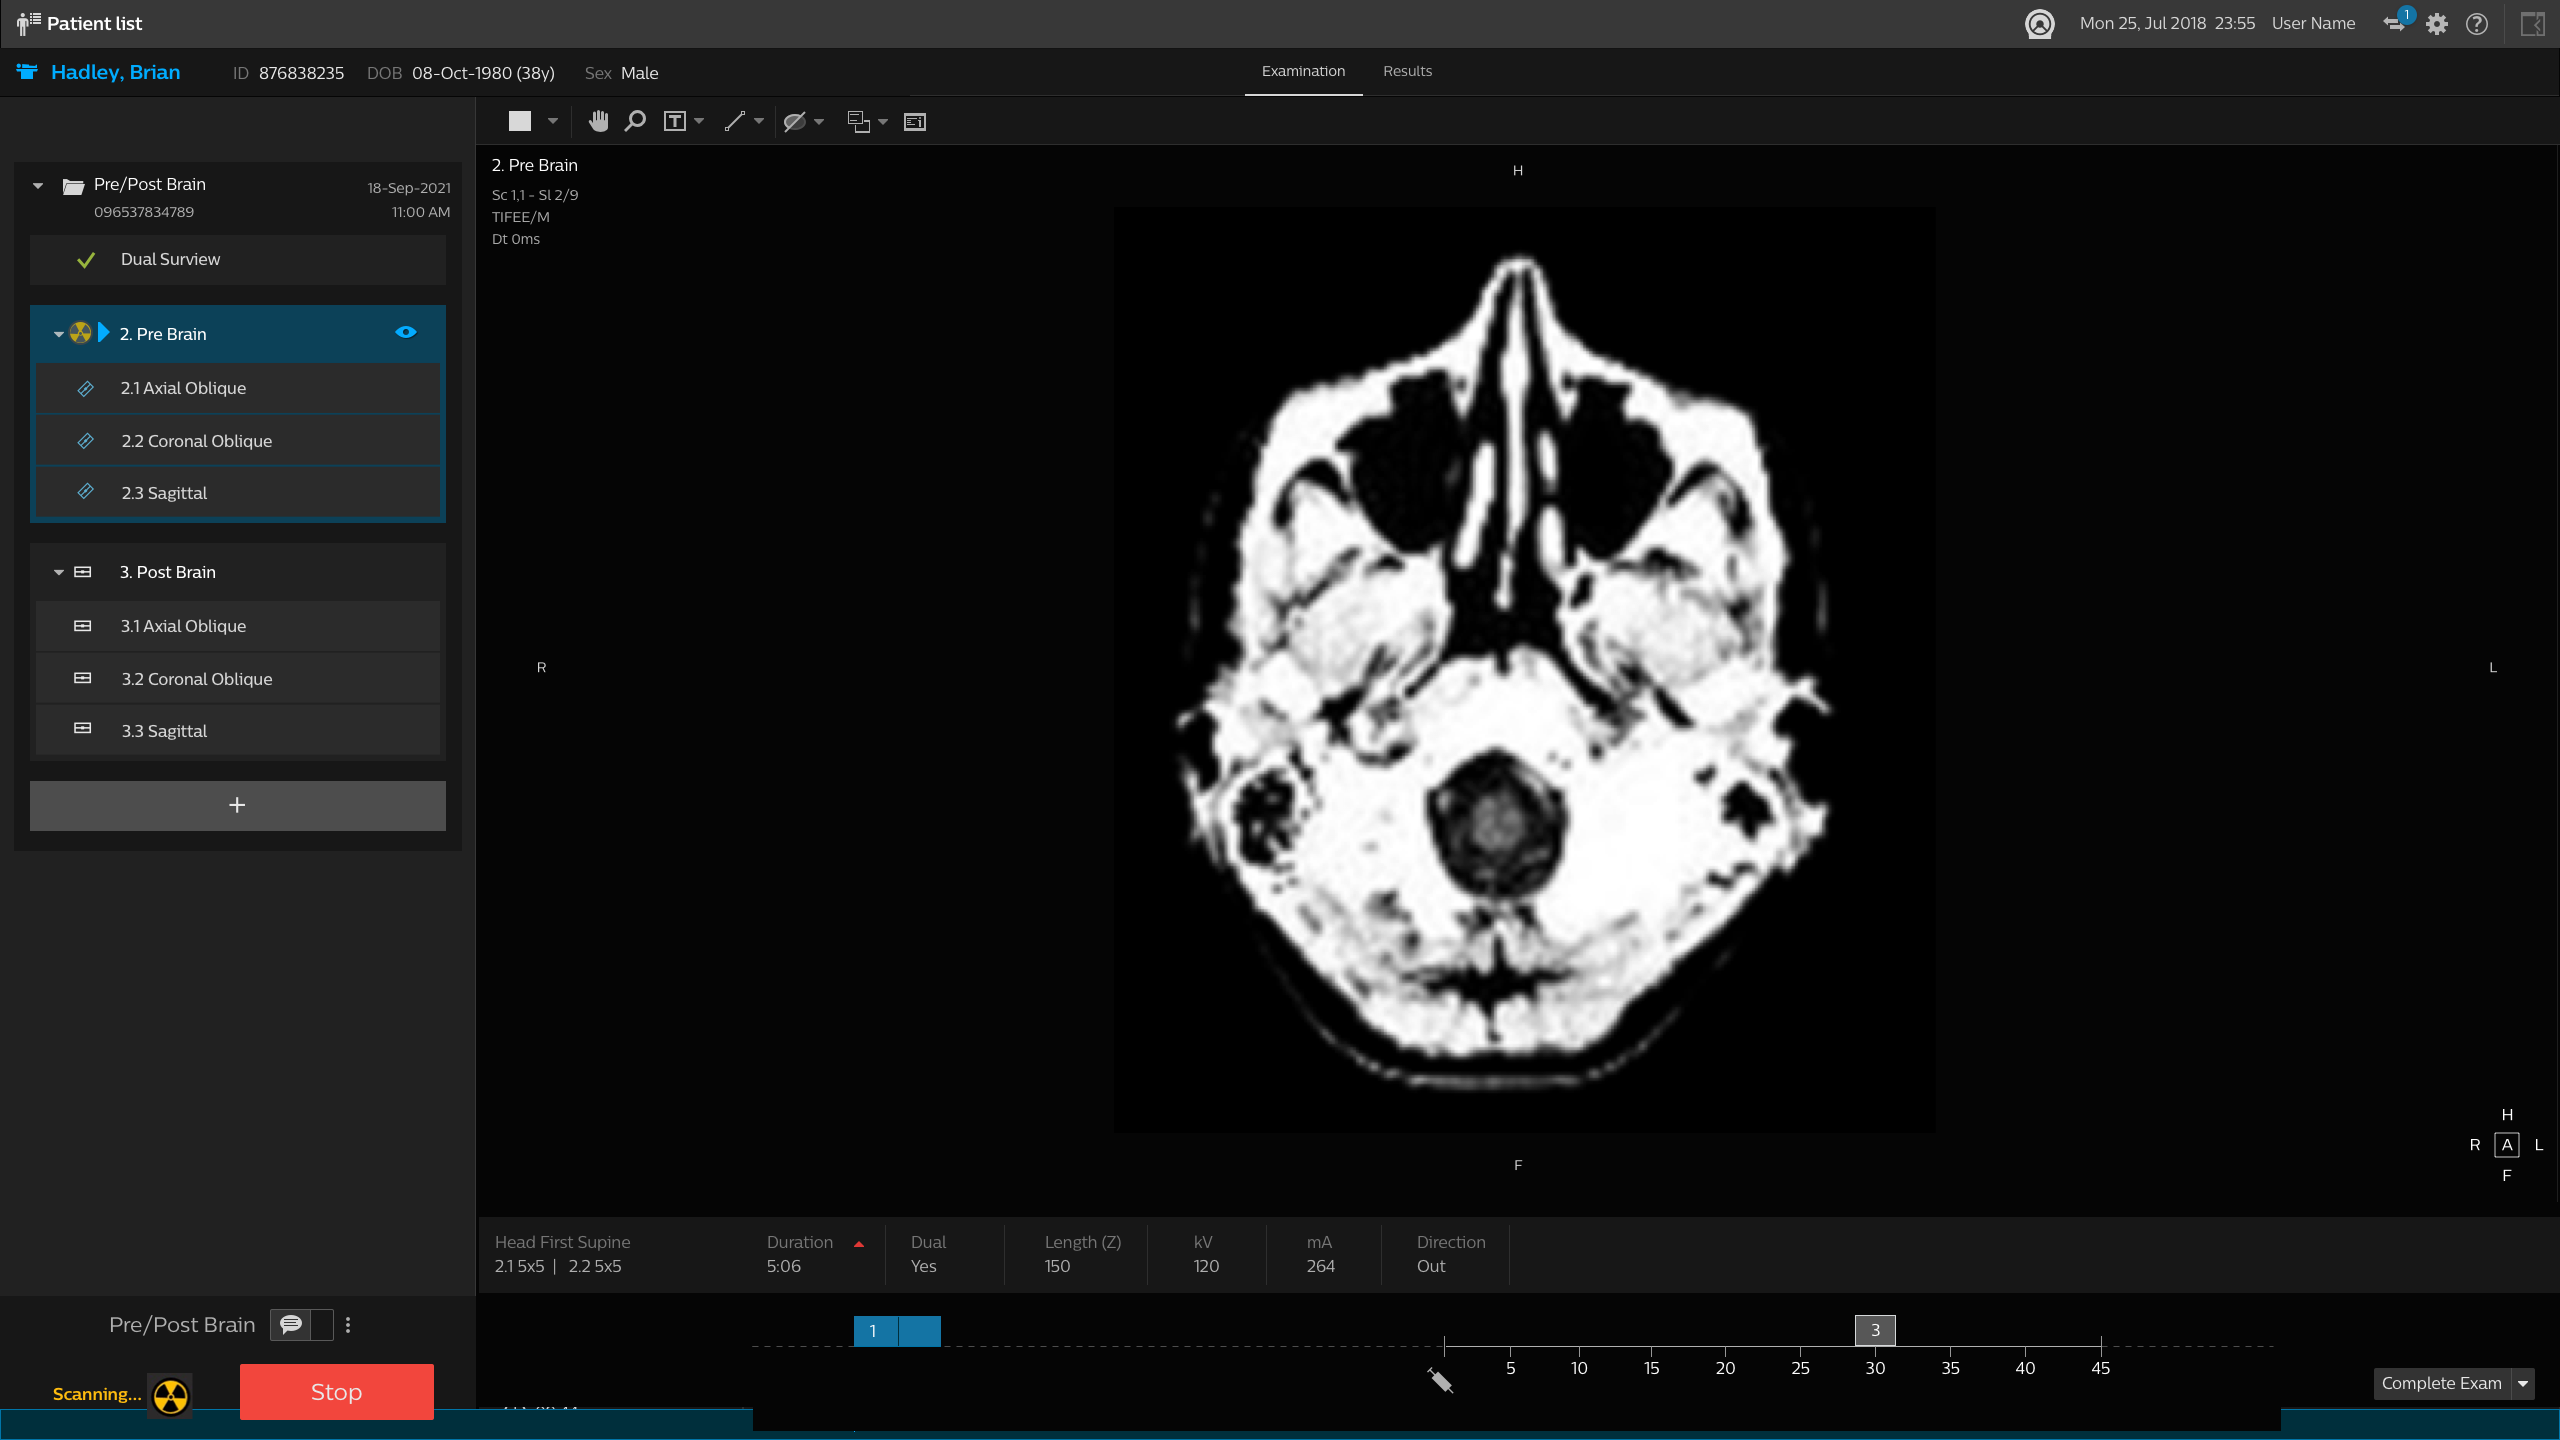 Patient list
Mon 25, Jul 2018 23:55 User Name 1
Hadley, Brian ID 876838235 DOB 08-Oct-1980 (38y) Sex Male
Examination Results
T
Pre/Post Brain 18-Sep-2021
096537834789 11:00 AM
Dual Surview
2. Pre Brain
2.1 Axial Oblique
2.2 Coronal Oblique
2.3 Sagittal
3. Post Brain
3.1 Axial Oblique
3.2 Coronal Oblique
3.3 Sagittal
+
2. Pre Brain
Sc 1,1 - Sl 2/9
TIFEE/M
Dt 0ms
H
R
L
F
H
R A L
F
Head First Supine Duration Dual Length (Z) kV mA Direction
2.1 5x5 | 2.2 5x5 5:06 Yes 150 120 264 Out
Pre/Post Brain
Scanning...
Stop
1
3
5 10 15 20 25 30 35 40 45
Complete Exam